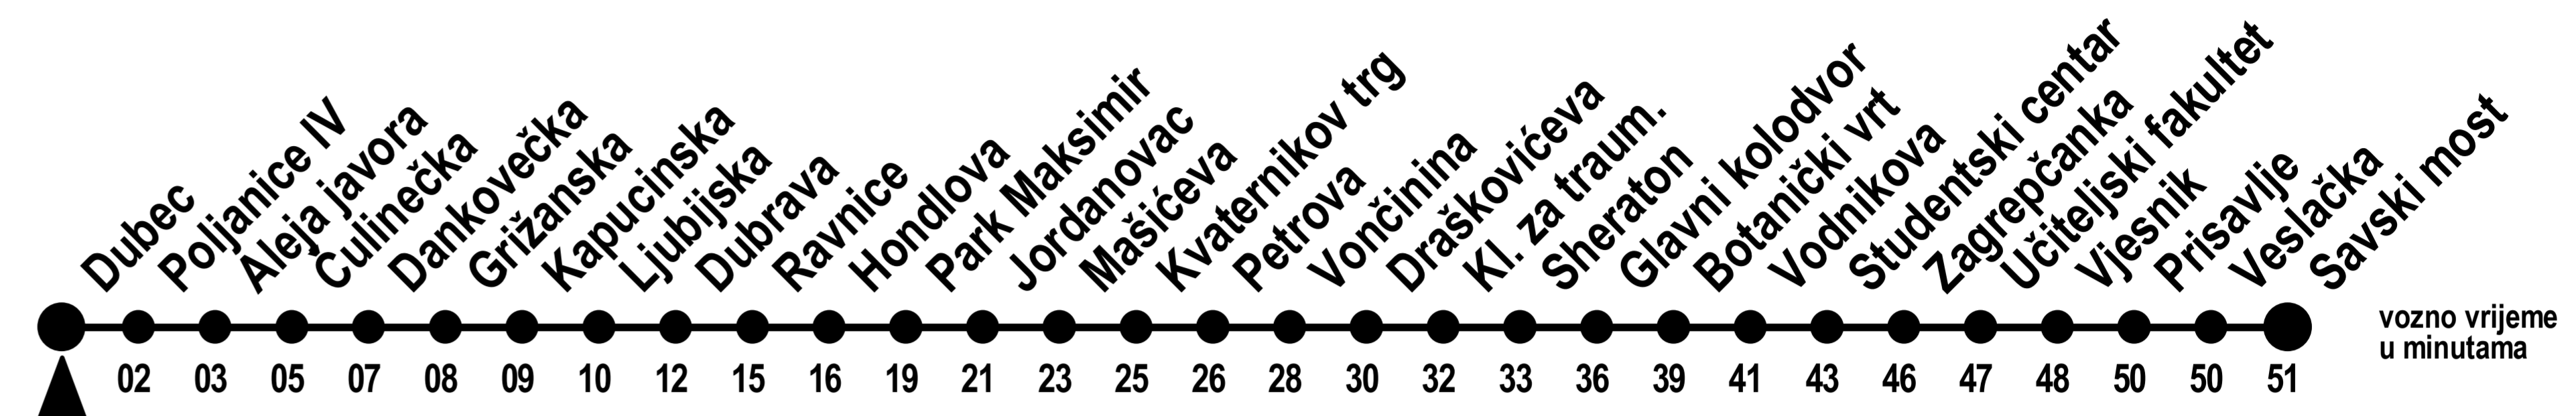 Dubec
Poljanice IV
Aleja javora
Čulinečka
Dankovečka
Grižanska
Kapucinska
Ljubijska
Dubrava
Ravnice
Hondlova
Park Maksimir
Jordanovac
Mašićeva
Kvaternikov trg
Petrova
Vončinina
Draškovićeva
Kl. za traum.
Sheraton
Glavni kolodvor
Botanički vrt
Vodnikova
Studentski centar
Zagrepčanka
Učiteljski fakultet
Vjesnik
Prisavlje
Veslačka
Savski most
vozno vrijeme
u minutama
02 03 05 07 08 09 10 12 15 16 19 21 23 25 26 28 30 32 33 36 39 41 43 46 47 48 50 50 51